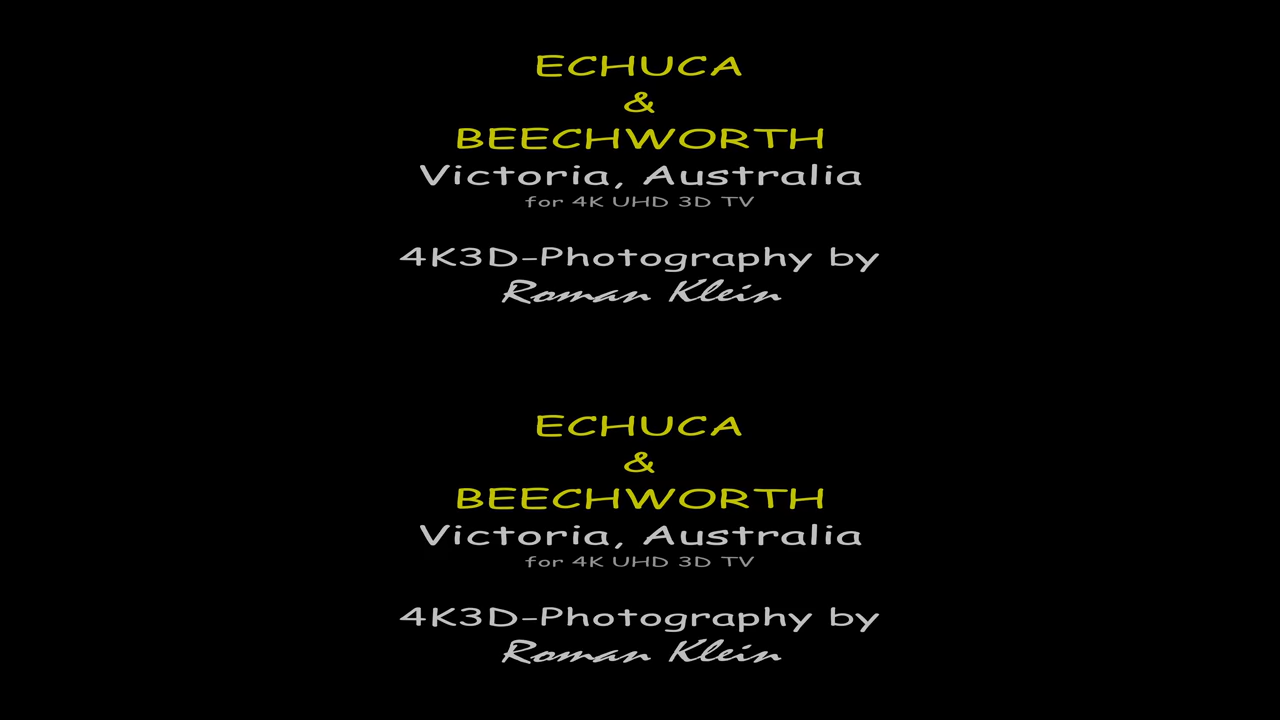 ECHUCA
&
BEECHWORTH
Victoria, Australia
for 4K UHD 3D TV
4K3D-Photography by
Roman Klein
ECHUCA
&
BEECHWORTH
Victoria, Australia
for 4K UHD 3D TV
4K3D-Photography by
Roman Klein